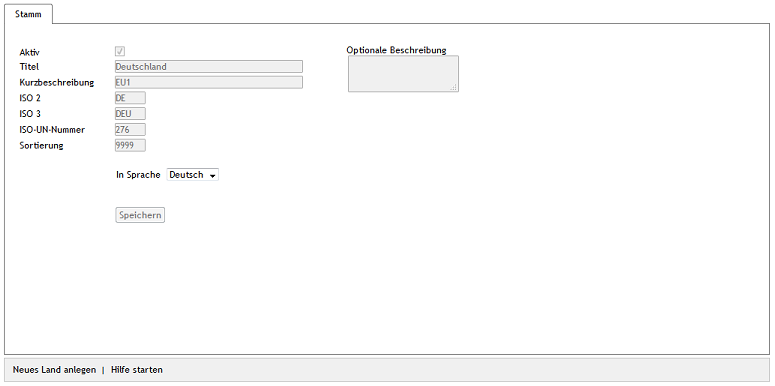 Stamm
Aktiv
Titel Deutschland
Kurzbeschreibung EU1
ISO 2 DE
ISO 3 DEU
ISO-UN-Nummer 276
Sortierung 9999
Optionale Beschreibung
In Sprache Deutsch
Speichern
Neues Land anlegen | Hilfe starten